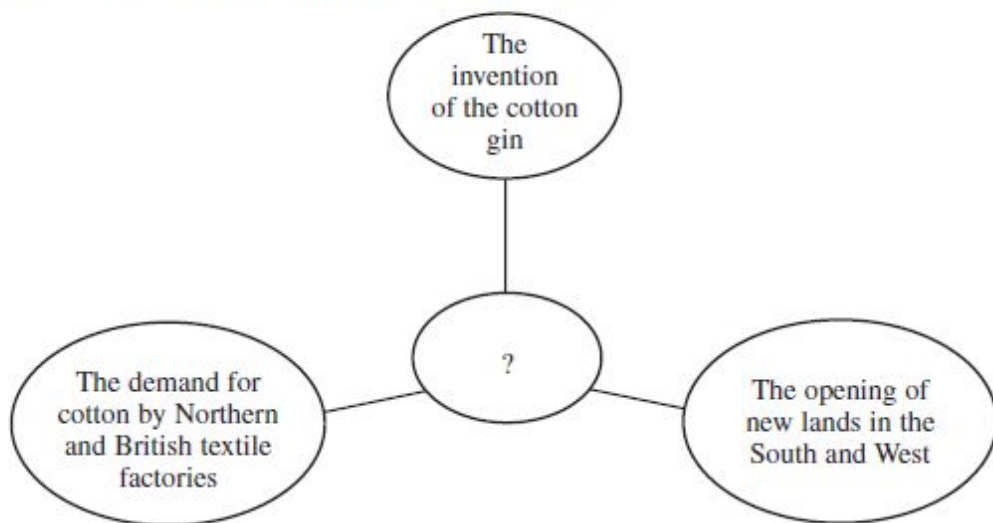 The
invention
of the cotton
gin
?
The demand for
cotton by Northern
and British textile
factories
The opening of
new lands in the
South and West